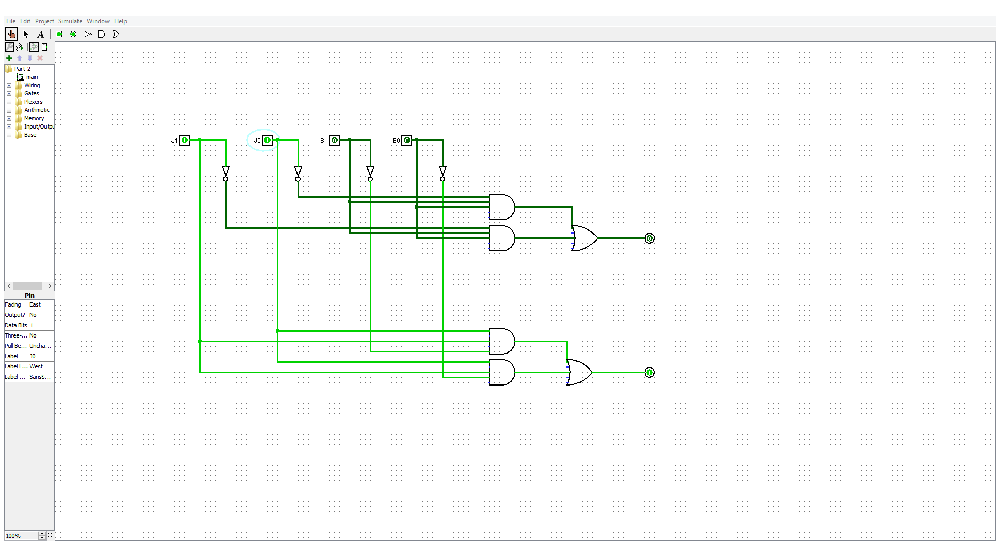 File Edit Project Simulate Window Help
A
Part-2
main
Wiring
Gates
Plexers
Arithmetic
Memory
Input/Outpu
Base
J1 1 J0 1 B1 0 B0 0
0
1
Pin
Facing East
Output? No
Data Bits 1
Three-... No
Pull Be... Uncha...
Label J0
Label L... West
Label ... SansS...
100%